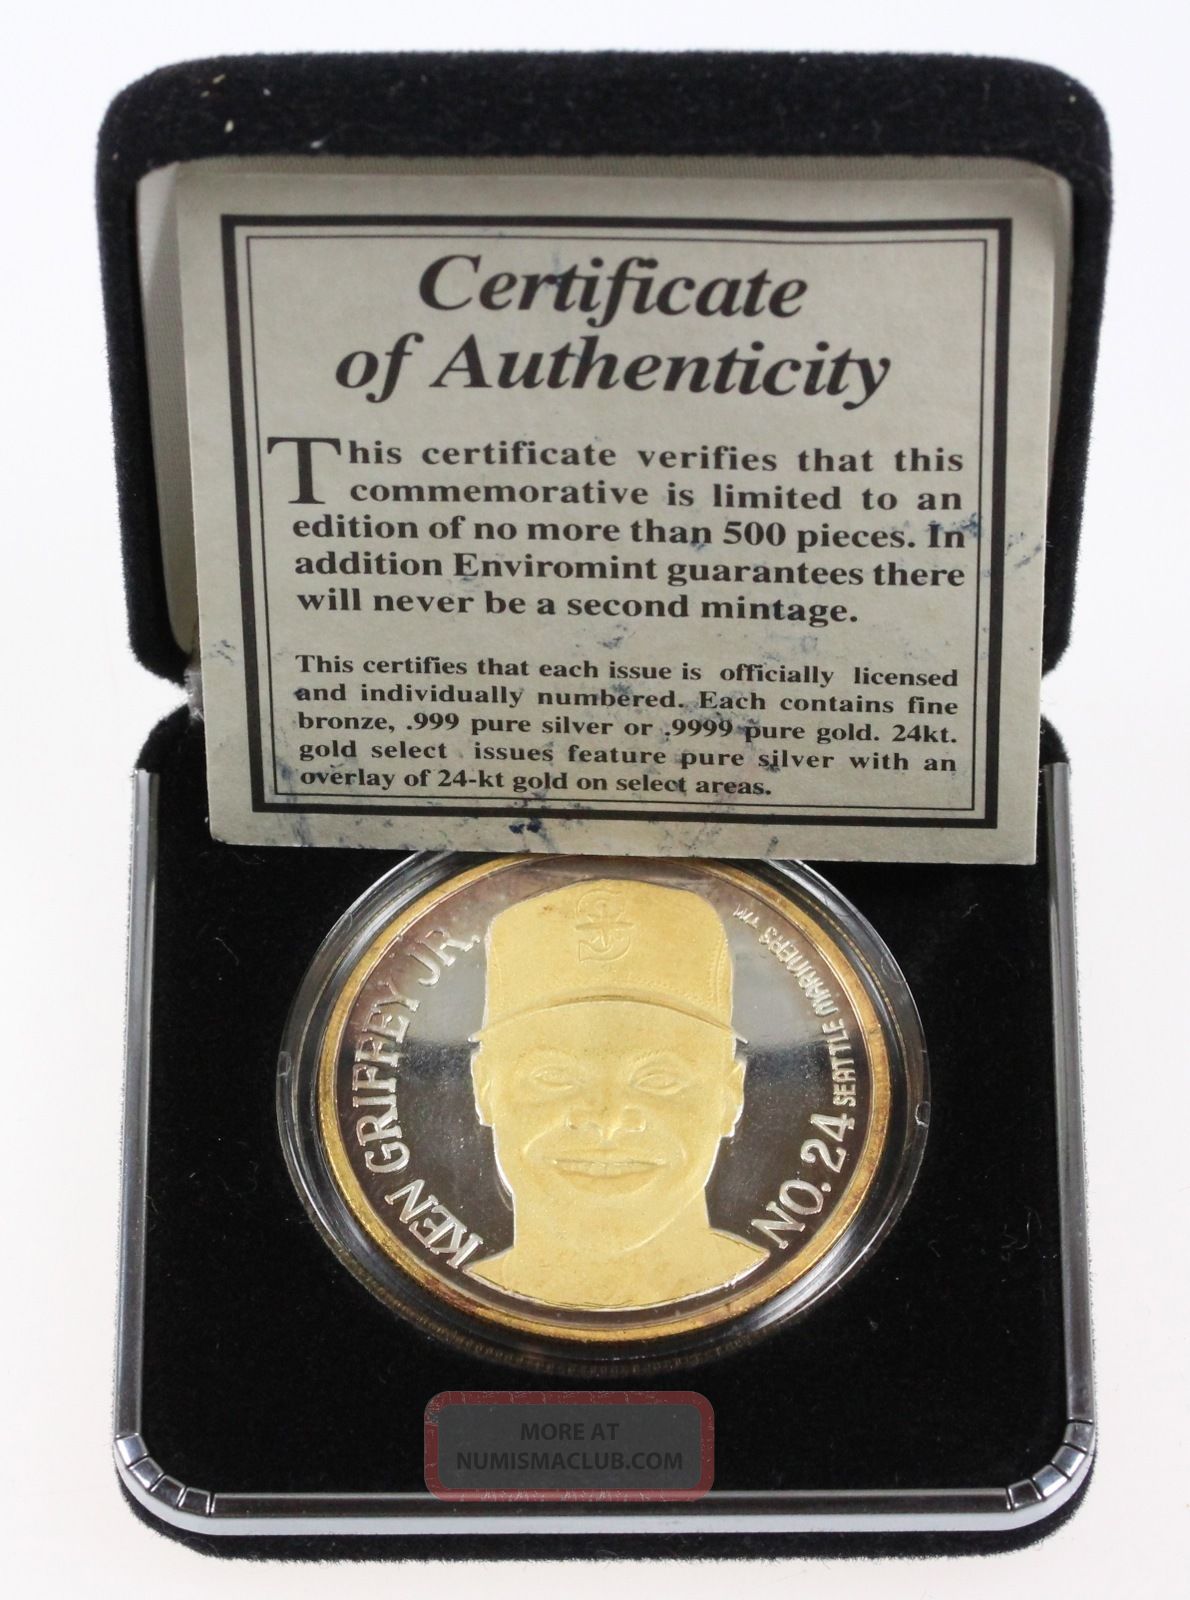 Certificate
of Authenticity
This certificate verifies that this
commemorative is limited to an
edition of no more than 500 pieces. In
addition Enviromint guarantees there
will never be a second mintage.
This certifies that each issue is officially licensed
and individually numbered. Each contains fine
bronze, .999 pure silver or .9999 pure gold. 24kt.
gold select issues feature pure silver with an
overlay of 24-kt gold on select areas.
KEN GRIFFEY JR.
NO. 24 SEATTLE MARINERS ™
S
MORE AT
NUMISMACLUB.COM